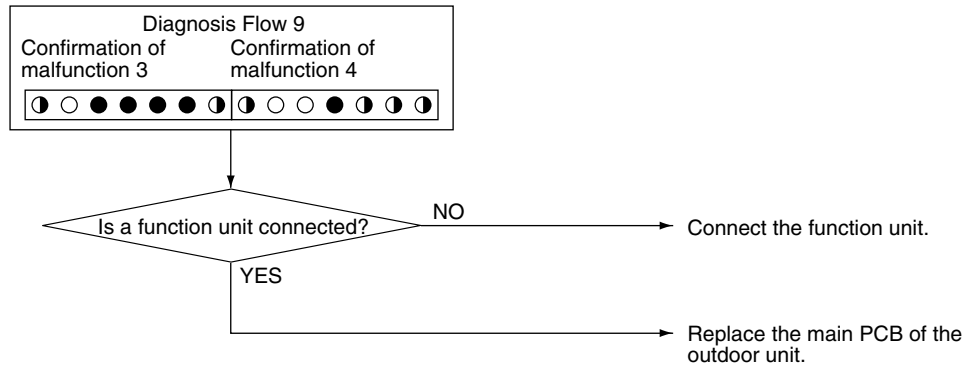 Diagnosis Flow 9
Confirmation of
malfunction 3
Confirmation of
malfunction 4
Is a function unit connected?
NO
Connect the function unit.
YES
Replace the main PCB of the
outdoor unit.